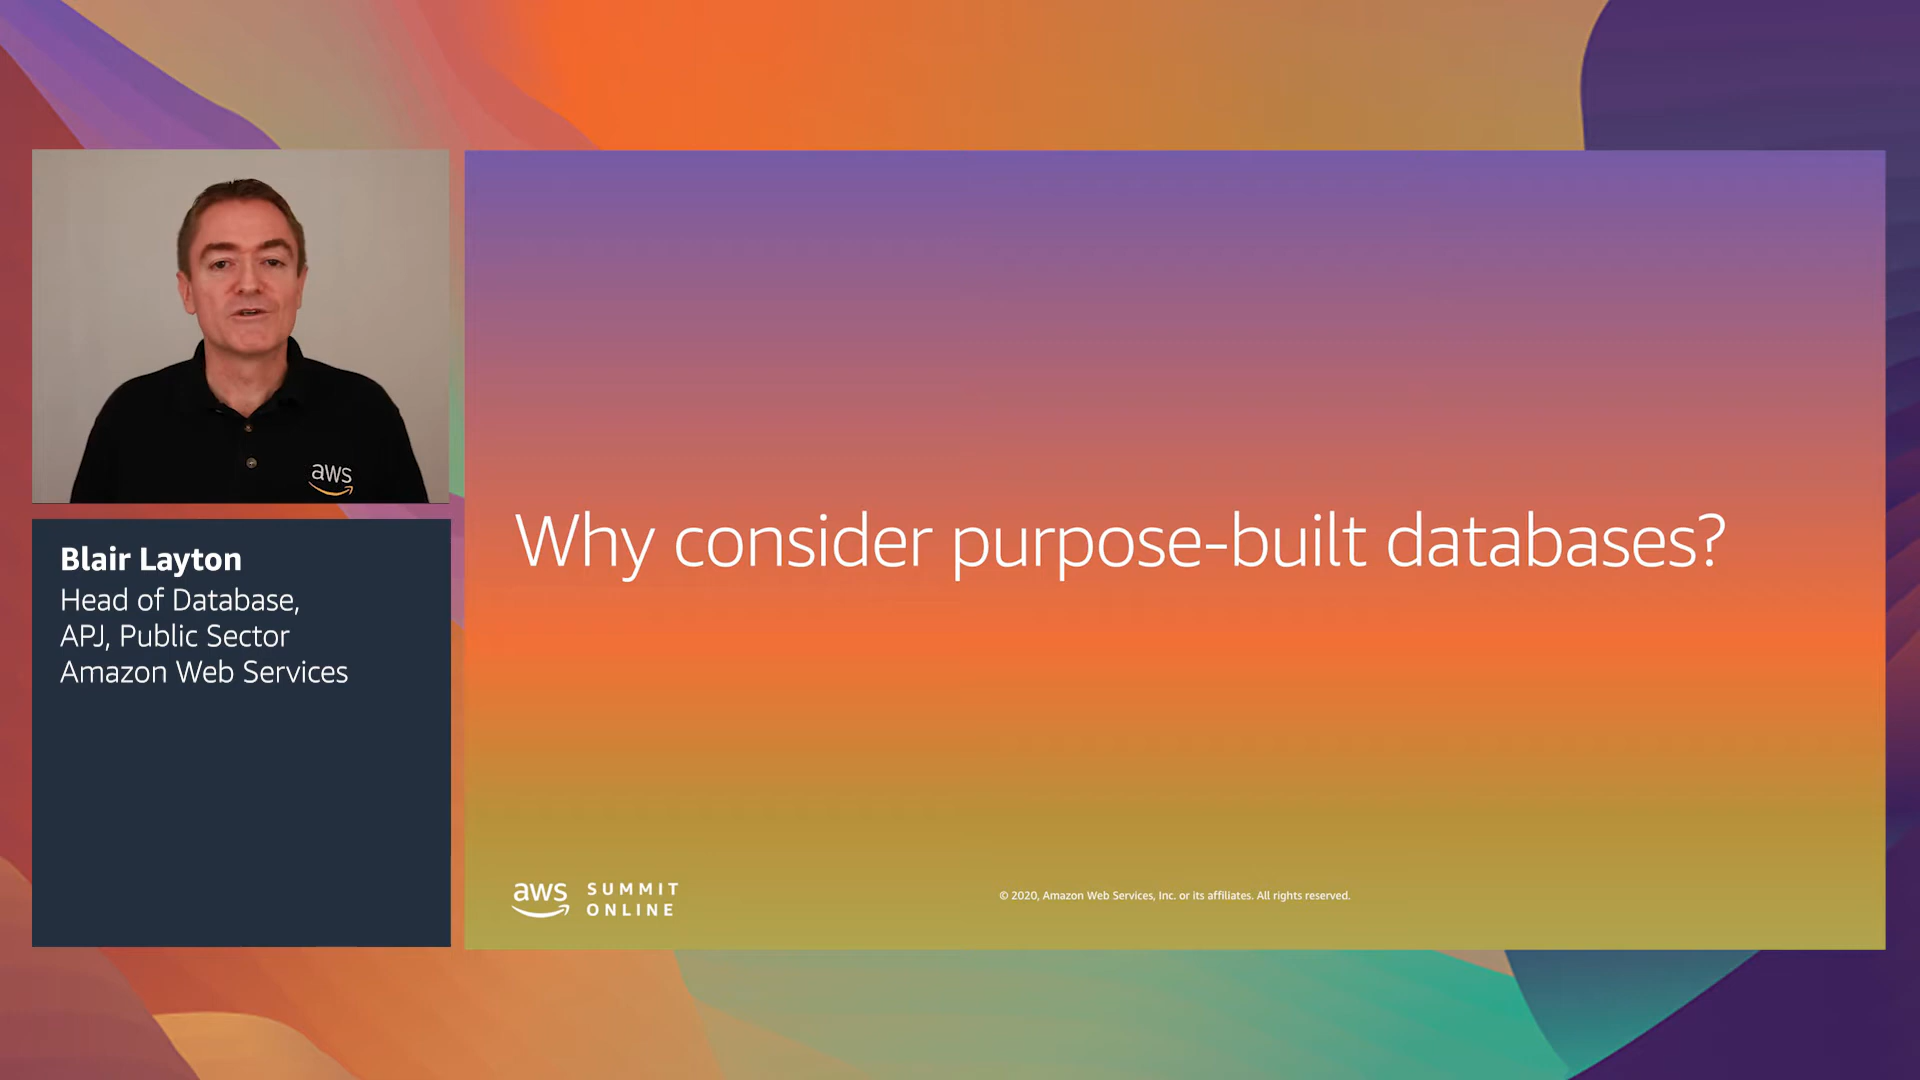 aws
Blair Layton
Head of Database,
APJ, Public Sector
Amazon Web Services
Why consider purpose-built databases?
aws SUMMIT
ONLINE
© 2020, Amazon Web Services, Inc. or its affiliates. All rights reserved.